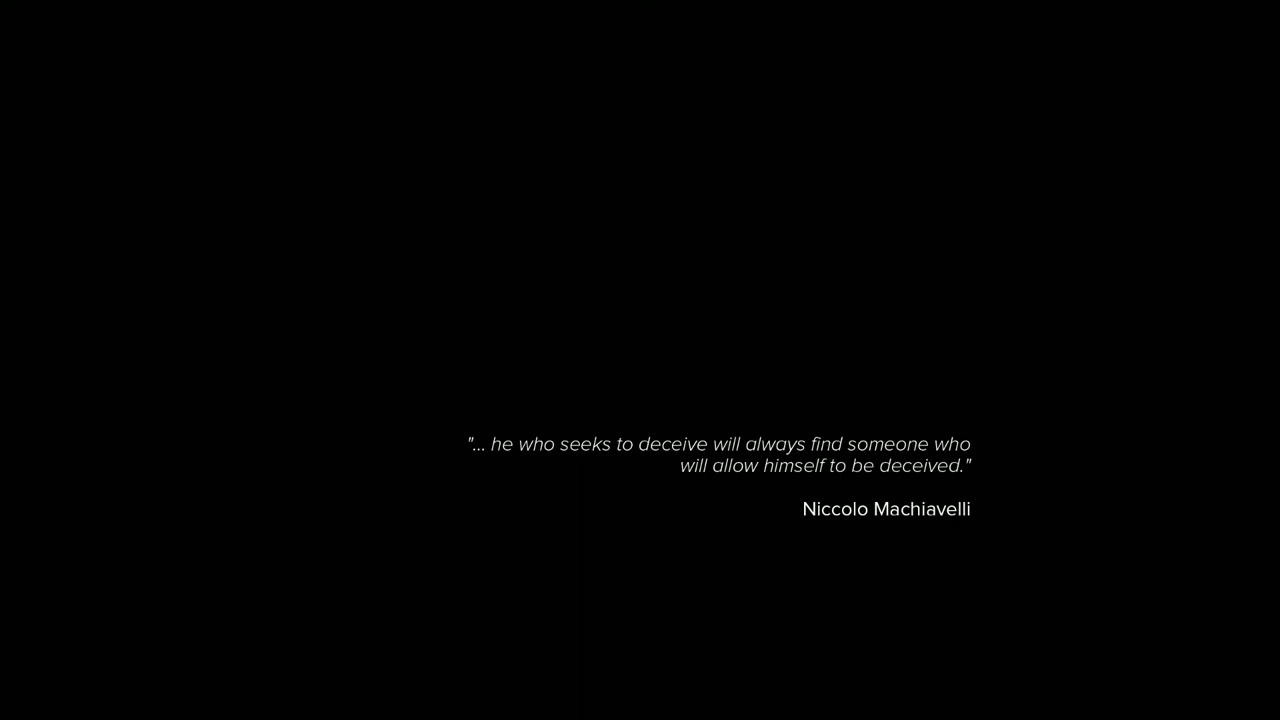 "... he who seeks to deceive will always find someone who
will allow himself to be deceived."
Niccolo Machiavelli